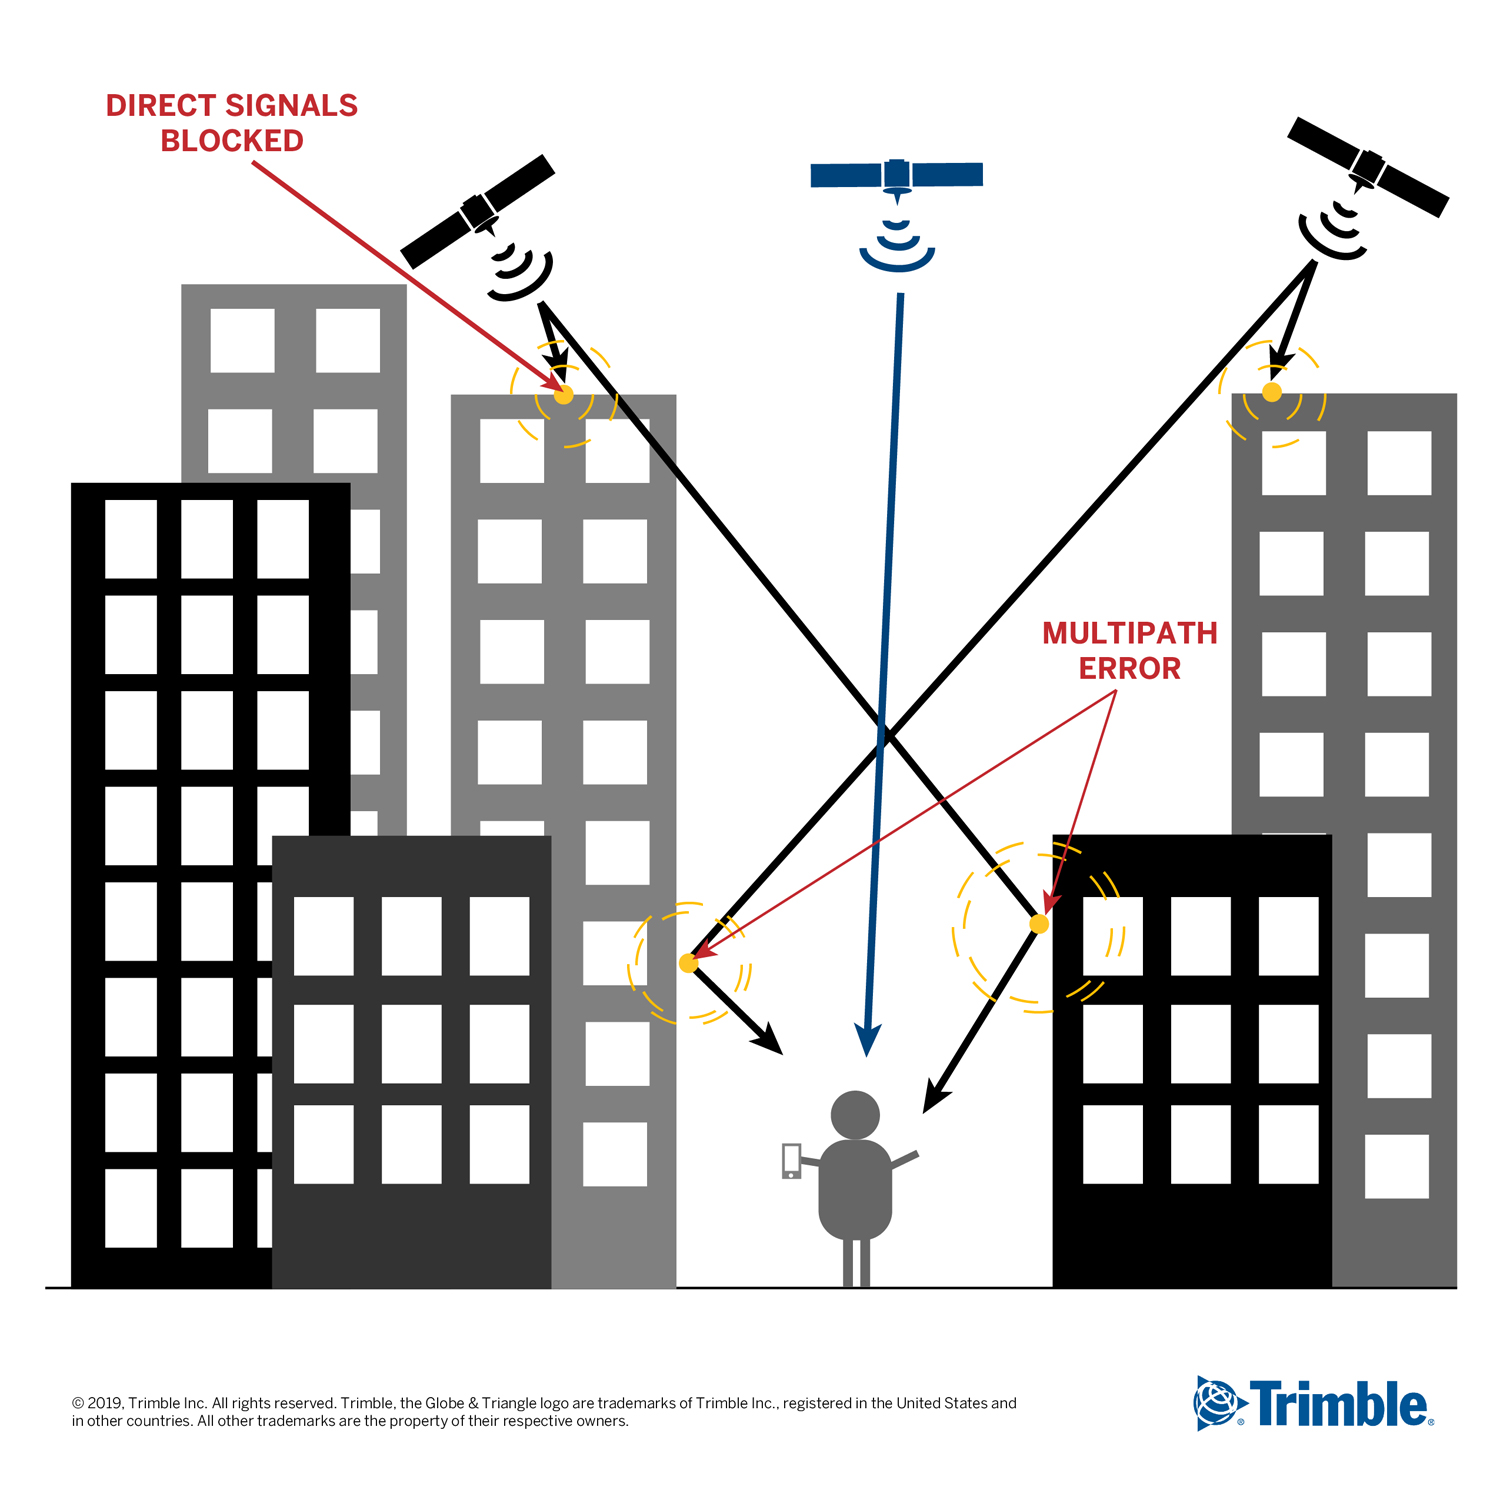 DIRECT SIGNALS
BLOCKED
MULTIPATH
ERROR
© 2019, Trimble Inc. All rights reserved. Trimble, the Globe & Triangle logo are trademarks of Trimble Inc., registered in the United States and
in other countries. All other trademarks are the property of their respective owners.
® Trimble®